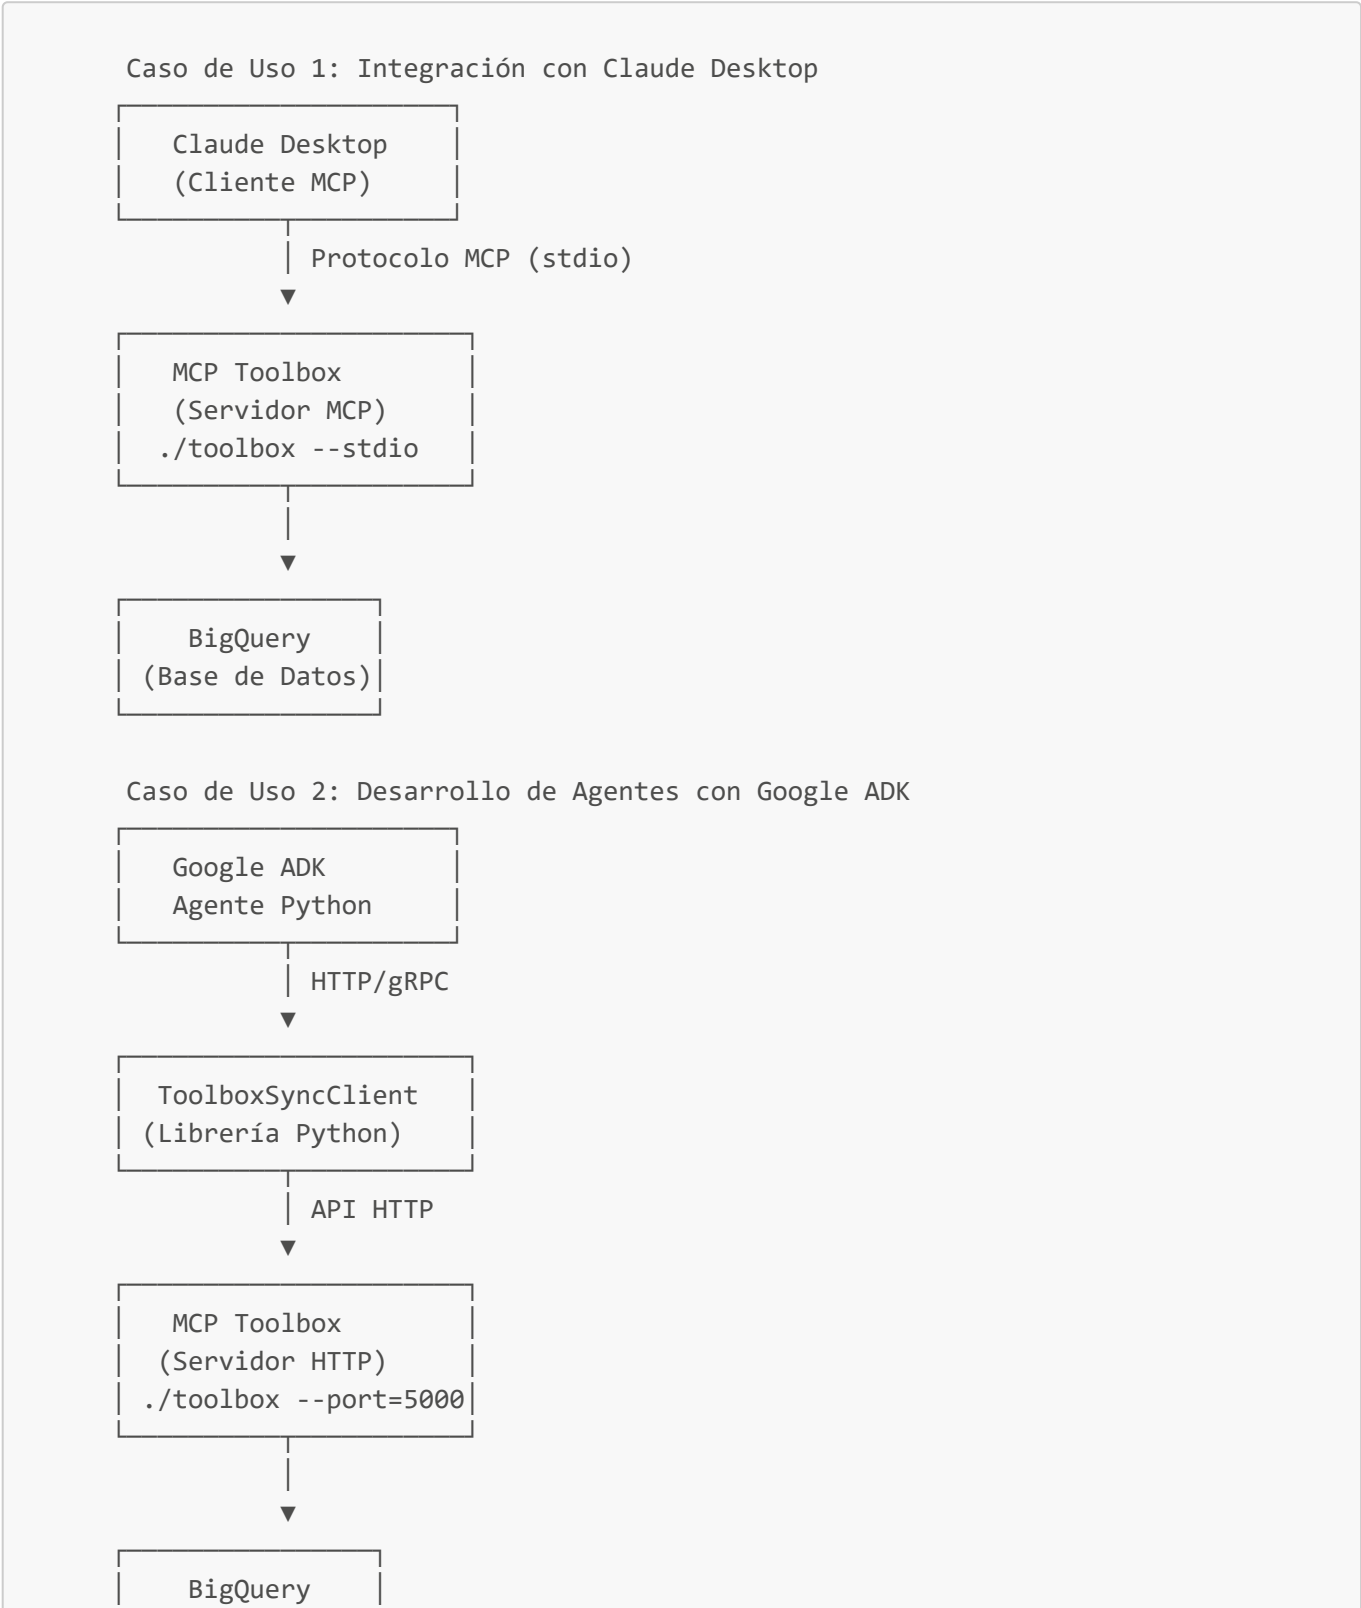 Caso de Uso 1: Integración con Claude Desktop
Claude Desktop
(Cliente MCP)
Protocolo MCP (stdio)
▼
MCP Toolbox
(Servidor MCP)
./toolbox --stdio
▼
BigQuery
(Base de Datos)
Caso de Uso 2: Desarrollo de Agentes con Google ADK
Google ADK
Agente Python
HTTP/gRPC
▼
ToolboxSyncClient
(Librería Python)
API HTTP
▼
MCP Toolbox
(Servidor HTTP)
./toolbox --port=5000
▼
BigQuery